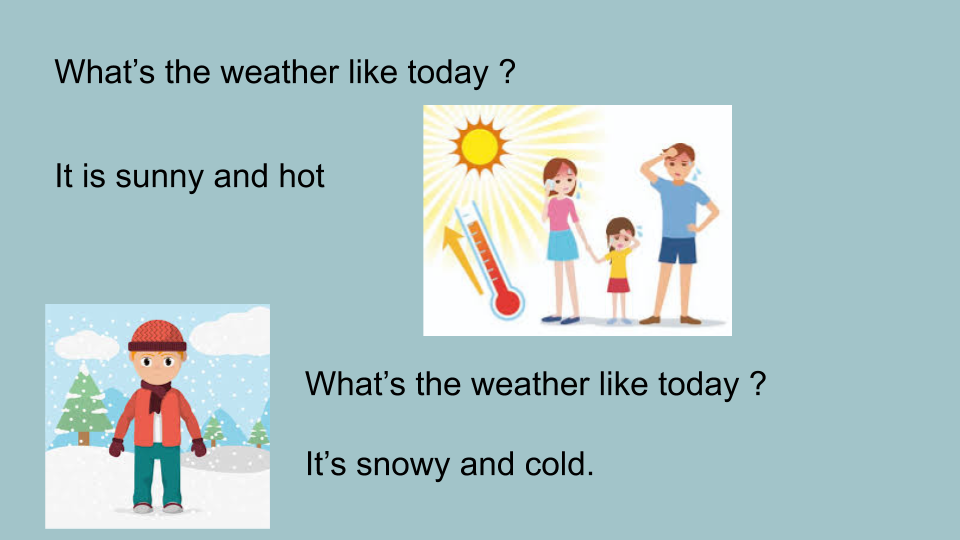 What’s the weather like today ?
It is sunny and hot
What’s the weather like today ?
It’s snowy and cold.